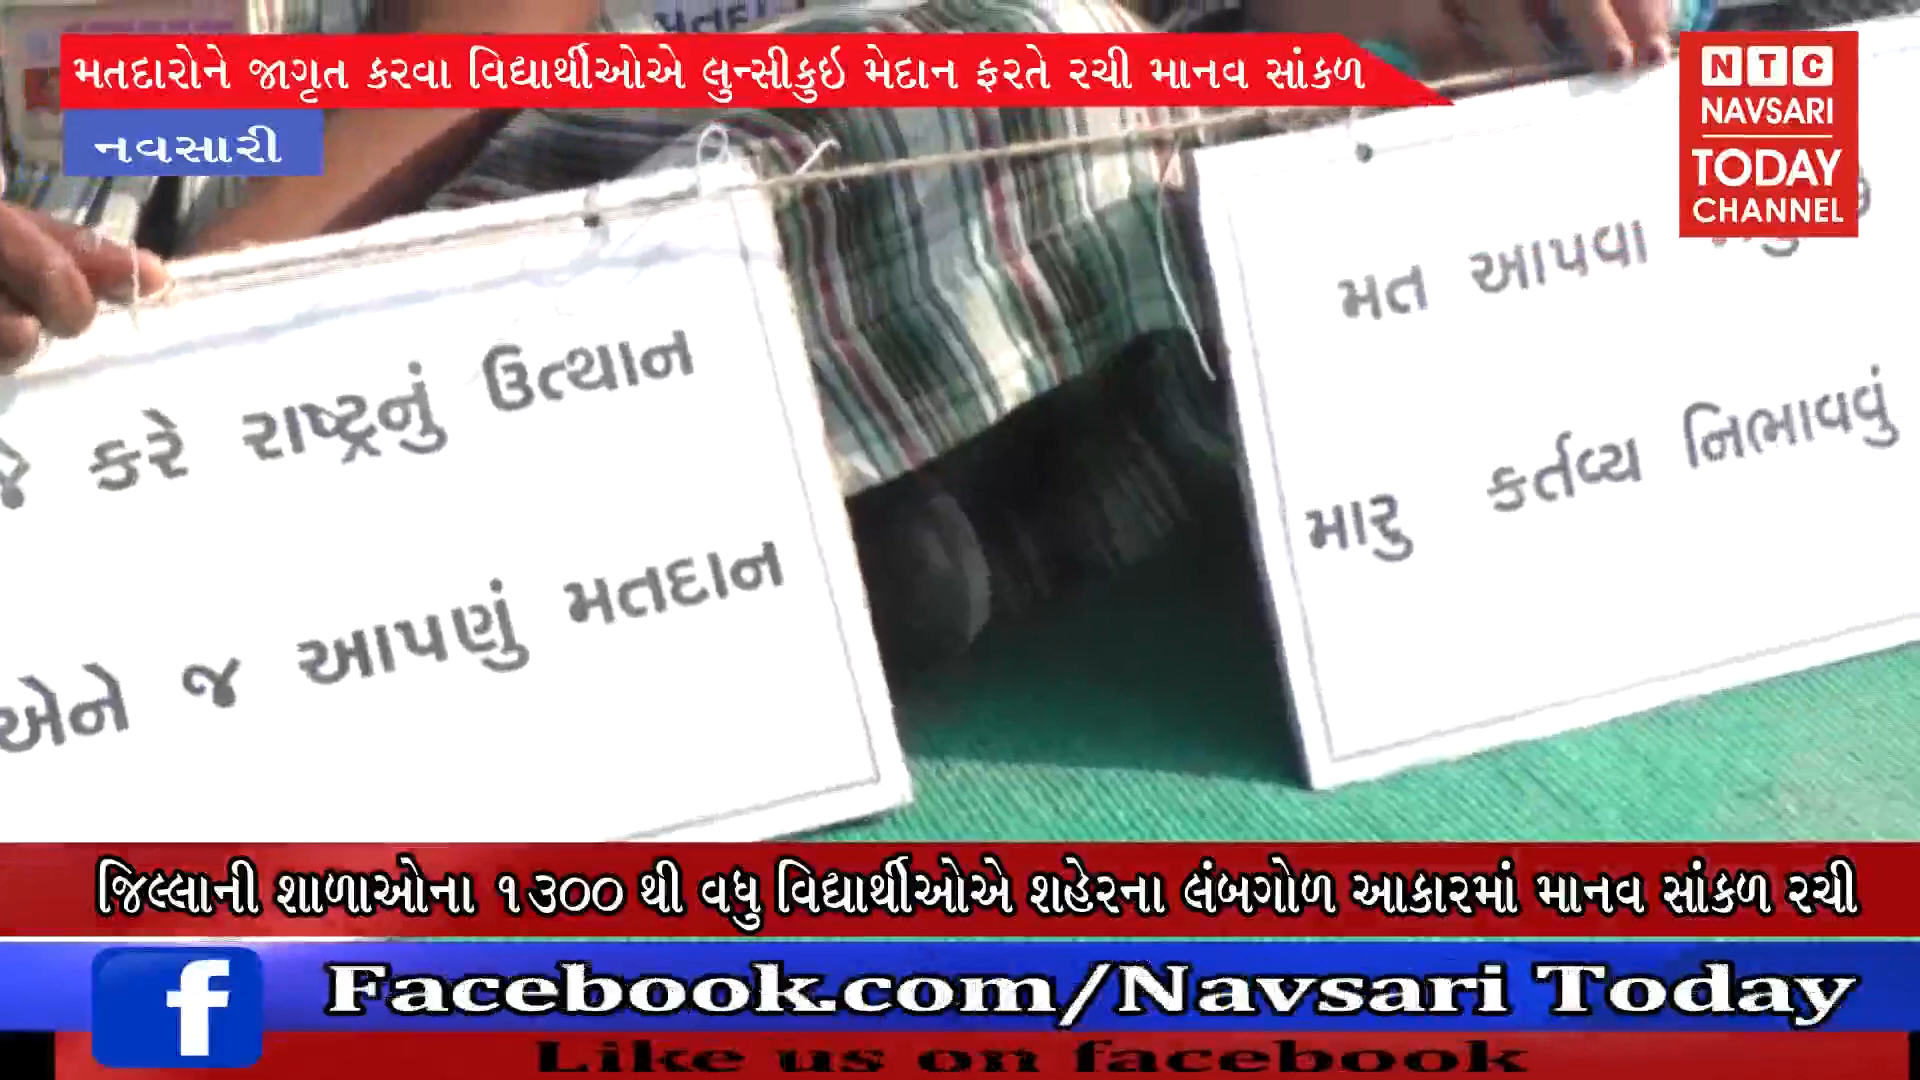 મતદારોને જાગૃત કરવા વિદ્યાર્થીઓએ લુન્સીકુઇ મેદાન ફરતે રચી માનવ સાંકળ
નવસારી
NTC
NAVSARI
TODAY
CHANNEL
જે કરે રાષ્ટ્રનું ઉત્થાન
એને જ આપણું મતદાન
મત આપવા
મારુ કર્તવ્ય નિભાવવું
જિલ્લાની શાળાઓના ૧૩૦૦ થી વધુ વિદ્યાર્થીઓએ શહેરના લંબગોળ આકારમાં માનવ સાંકળ રચી
f Facebook.com/Navsari Today
Like us on facebook